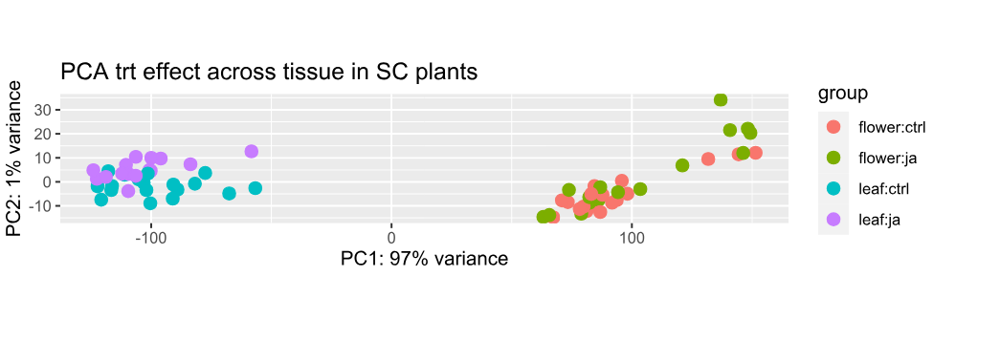 PCA trt effect across tissue in SC plants
PC2: 1% variance
30
20
10
0
-10
-100
0
100
PC1: 97% variance
group
flower:ctrl
flower:ja
leaf:ctrl
leaf:ja